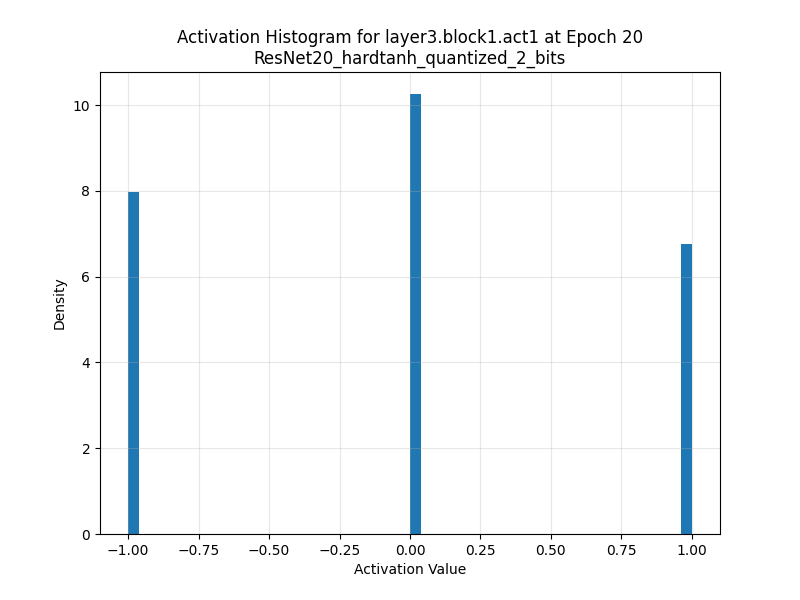 Activation Histogram for layer3.block1.act1 at Epoch 20
ResNet20_hardtanh_quantized_2_bits
Density
10
8
6
4
2
0
−1.00 −0.75 −0.50 −0.25 0.00 0.25 0.50 0.75 1.00
Activation Value